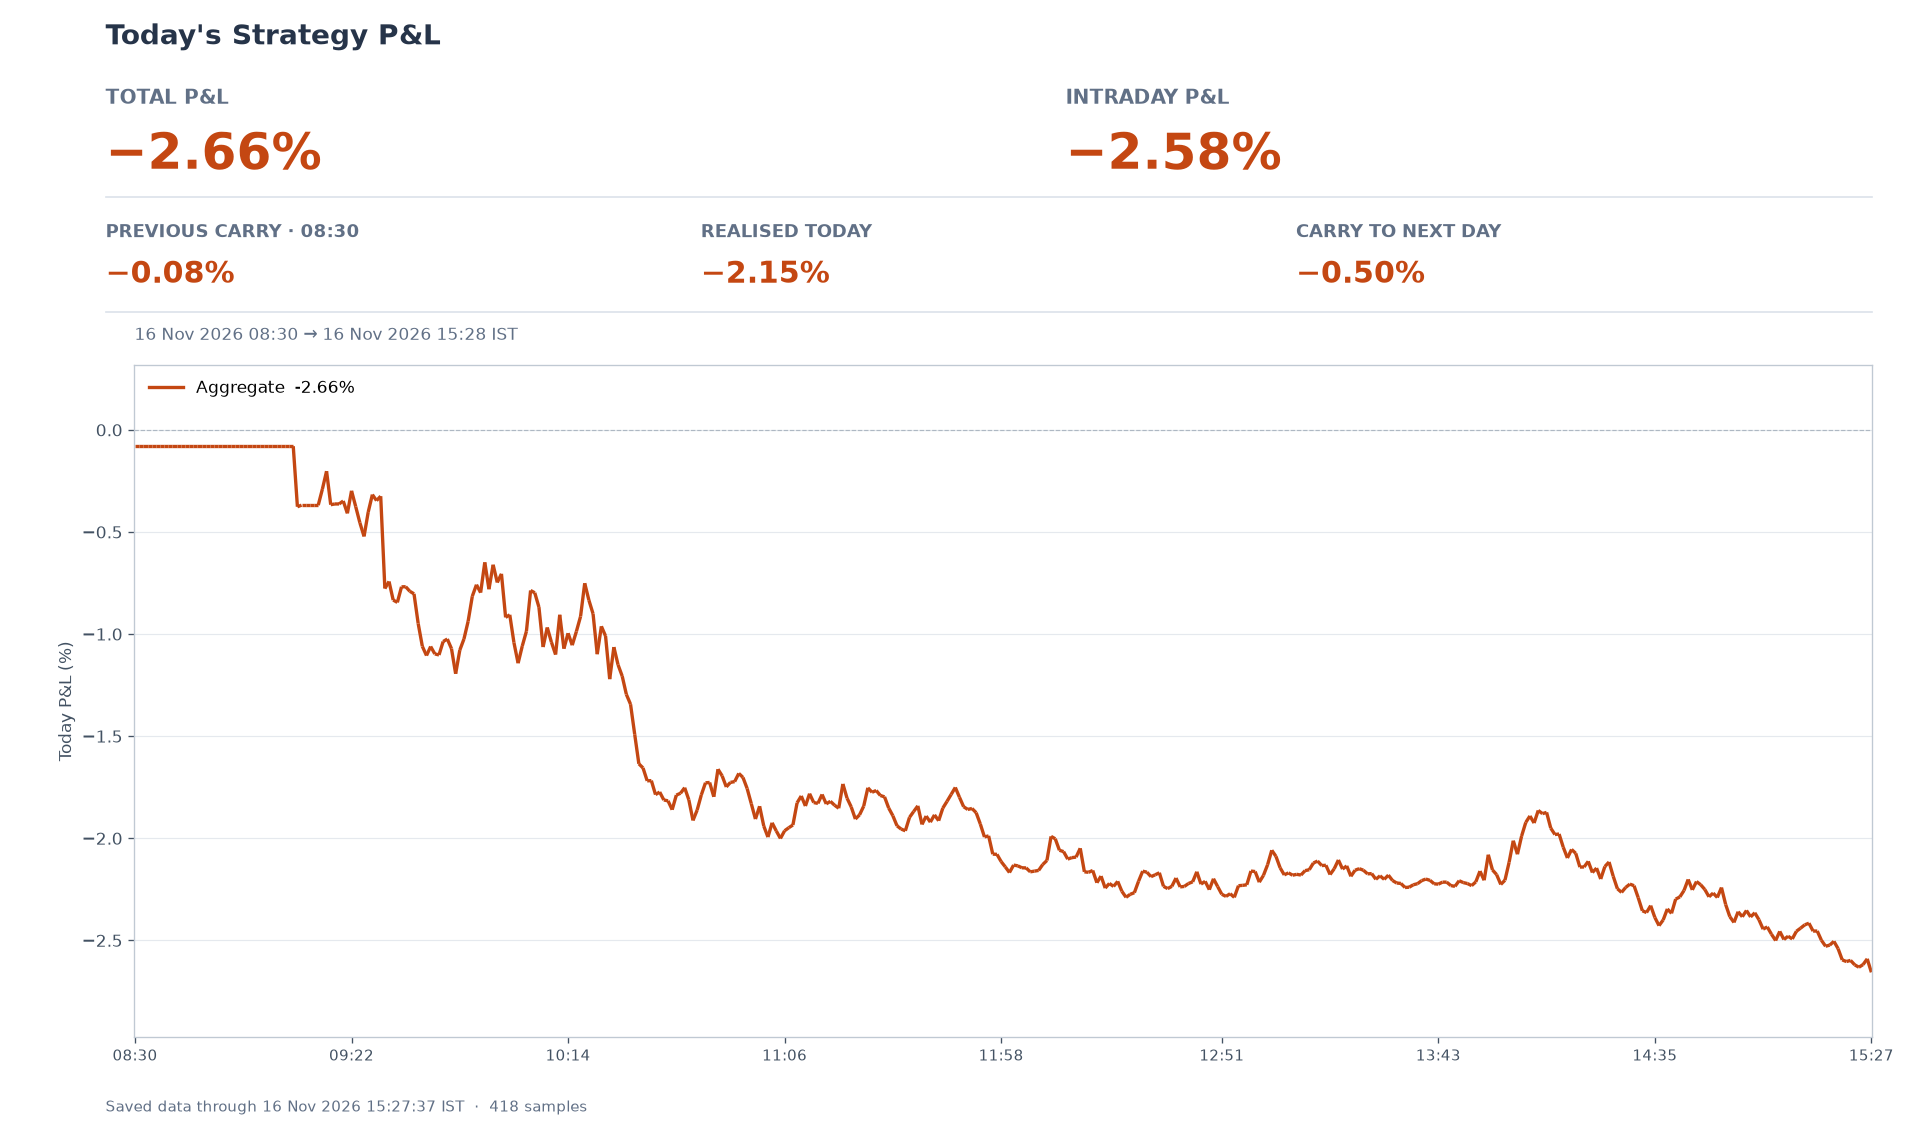 Today's Strategy P&L
TOTAL P&L
INTRADAY P&L
−2.66%
−2.58%
PREVIOUS CARRY · 08:30
REALISED TODAY
CARRY TO NEXT DAY
−0.08%
−2.15%
−0.50%
16 Nov 2026 08:30 → 16 Nov 2026 15:28 IST
Aggregate -2.66%
0.0
−0.5
−1.0
−1.5
−2.0
−2.5
Today P&L (%)
08:30 09:22 10:14 11:06 11:58 12:51 13:43 14:35 15:27
Saved data through 16 Nov 2026 15:27:37 IST · 418 samples